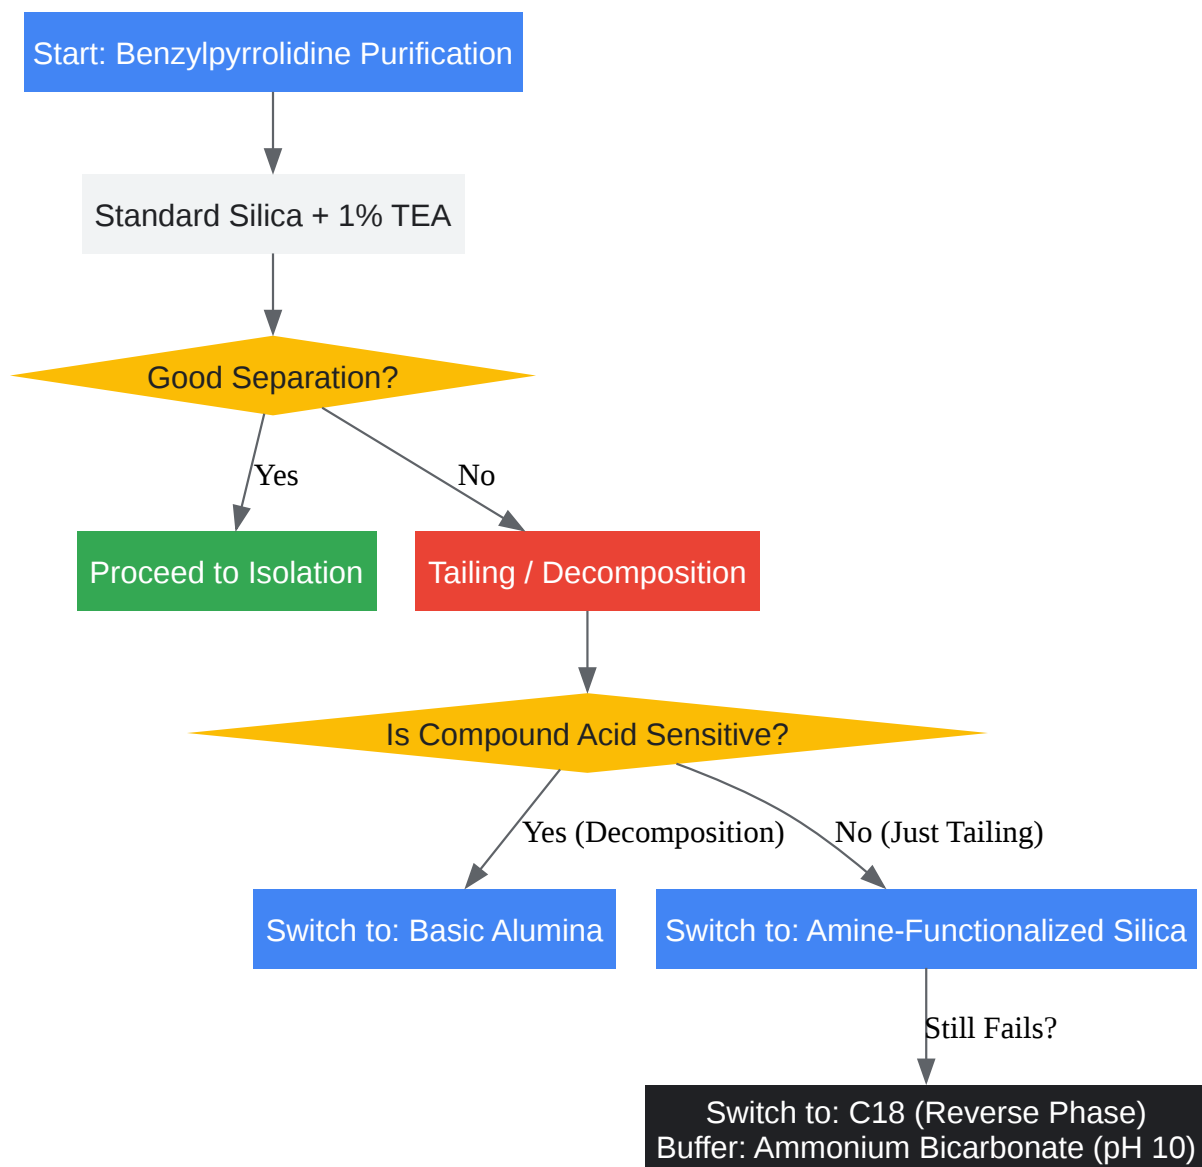 Start: Benzylpyrrolidine Purification
Standard Silica + 1% TEA
Good Separation?
Yes
No
Proceed to Isolation
Tailing / Decomposition
Is Compound Acid Sensitive?
Yes (Decomposition)
No (Just Tailing)
Switch to: Basic Alumina
Switch to: Amine-Functionalized Silica
Still Fails?
Switch to: C18 (Reverse Phase)
Buffer: Ammonium Bicarbonate (pH 10)